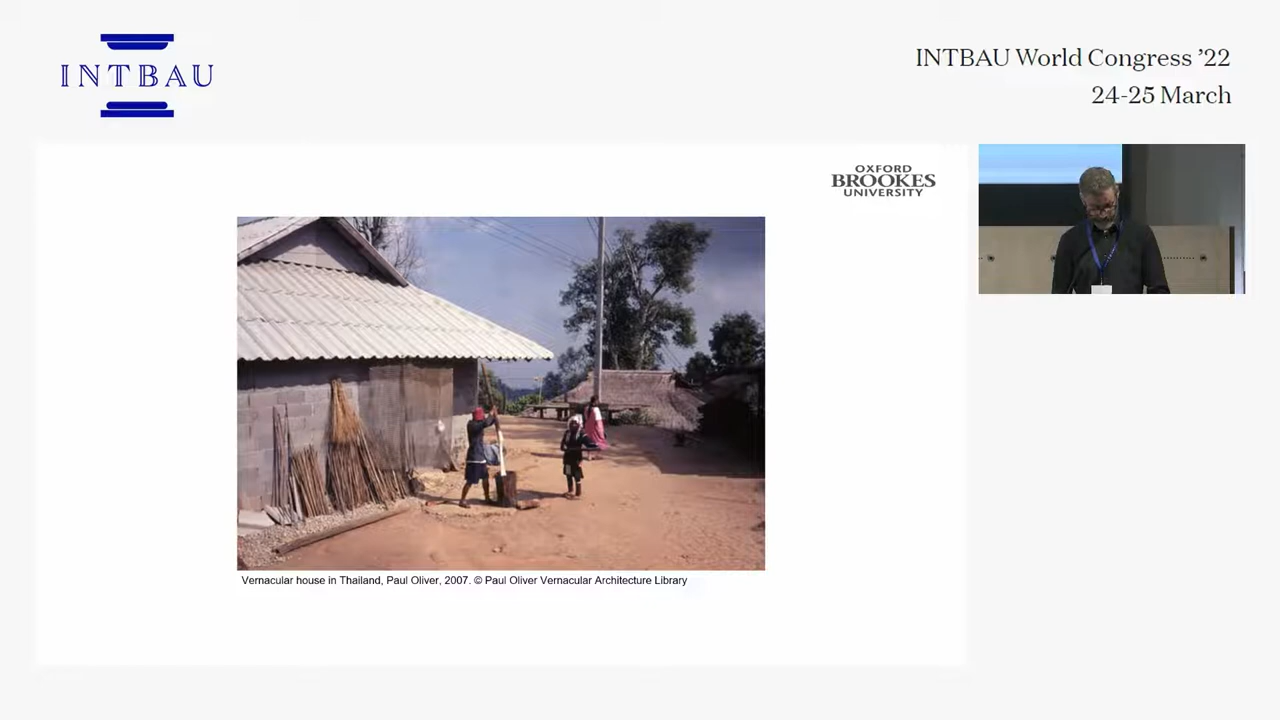 INTBAU
INTBAU World Congress ’22
24-25 March
OXFORD
BROOKES
UNIVERSITY
Vernacular house in Thailand, Paul Oliver, 2007. © Paul Oliver Vernacular Architecture Library